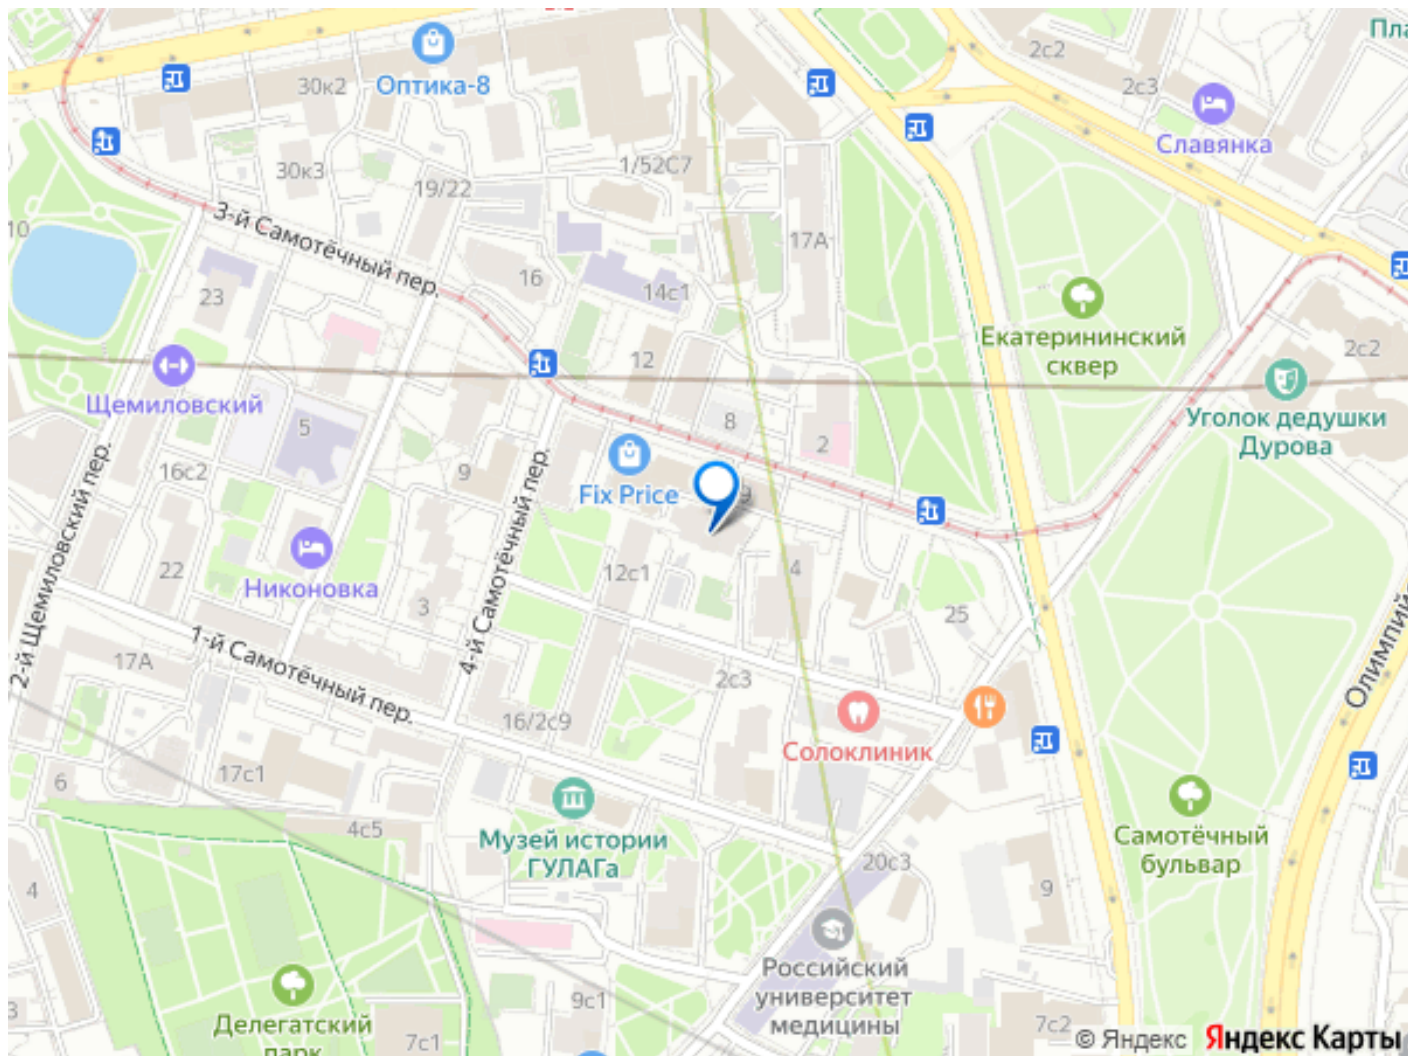 Пла
2с2
Оптика-8
30к2
2с3
Славянка
30к3
1/52С7
19/22
3-й Самотёчный пер.
10
17А
16
14с1
23
Екатерининский
сквер
12
2с2
Щемиловский
Уголок дедушки
Дурова
5
8
2
9
16с2
Fix Price
9
2-й Щемиловский пер.
4-й Самотёчный пер.
22
Никоновка
12с1
4
3
25
1-й Самотёчный пер.
17А
2с3
Олимпий
16/2с9
Солоклиник
17с1
6
4с5
Музей истории
ГУЛАГа
Самотёчный
бульвар
20с3
4
9
Российский
университет
медицины
9с1
3
Делегатский
парк
7с1
7с2
© Яндекс Яндекс Карты